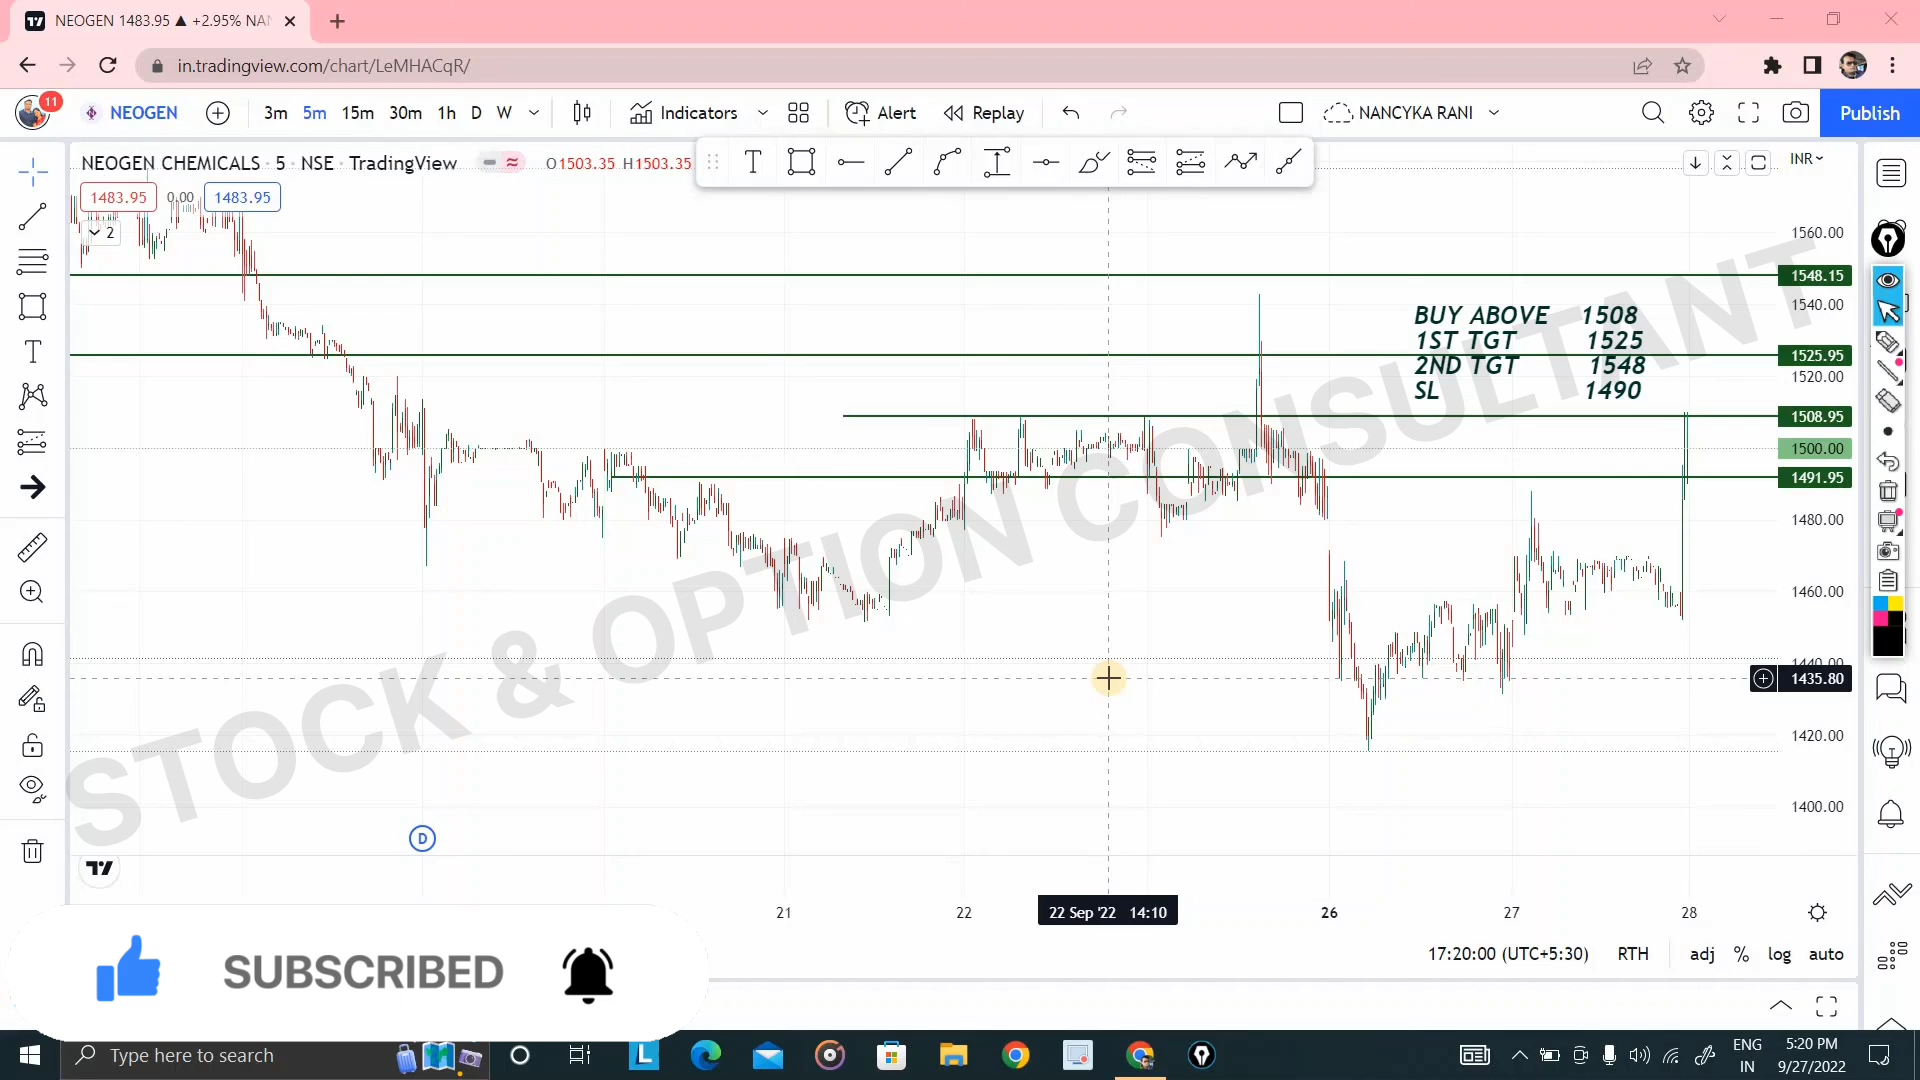 NEOGEN 1483.95 ▲ +2.95% NAN
in.tradingview.com/chart/LeMHACqR/
11
NEOGEN
3m 5m 15m 30m 1h D W
Indicators
Alert
Replay
NANCYKA RANI
Publish
NEOGEN CHEMICALS · 5 · NSE · TradingView
O1503.35 H1503.35
INR
1483.95 0.00 1483.95
2
1560.00
1548.15
1540.00
BUY ABOVE 1508
1ST TGT 1525
2ND TGT 1548
SL 1490
1525.95
1520.00
1508.95
1500.00
1491.95
1480.00
1460.00
1440.00
1435.80
1420.00
1400.00
STOCK & OPTION CONSULTANT
D
21 22 22 Sep '22 14:10 26 27 28
17:20:00 (UTC+5:30) RTH adj % log auto
SUBSCRIBED
Type here to search
L
ENG
IN
5:20 PM
9/27/2022